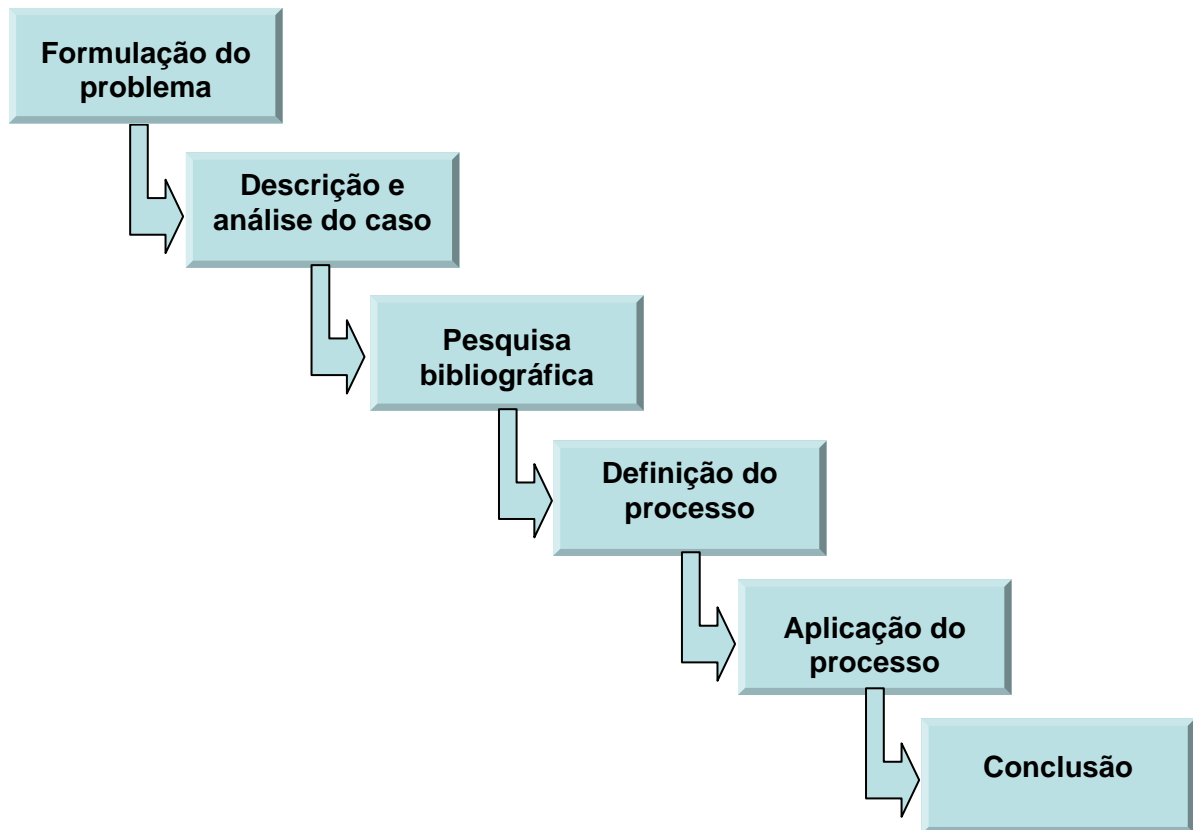 Formulação do
problema
Descrição e
análise do caso
Pesquisa
bibliográfica
Definição do
processo
Aplicação do
processo
Conclusão